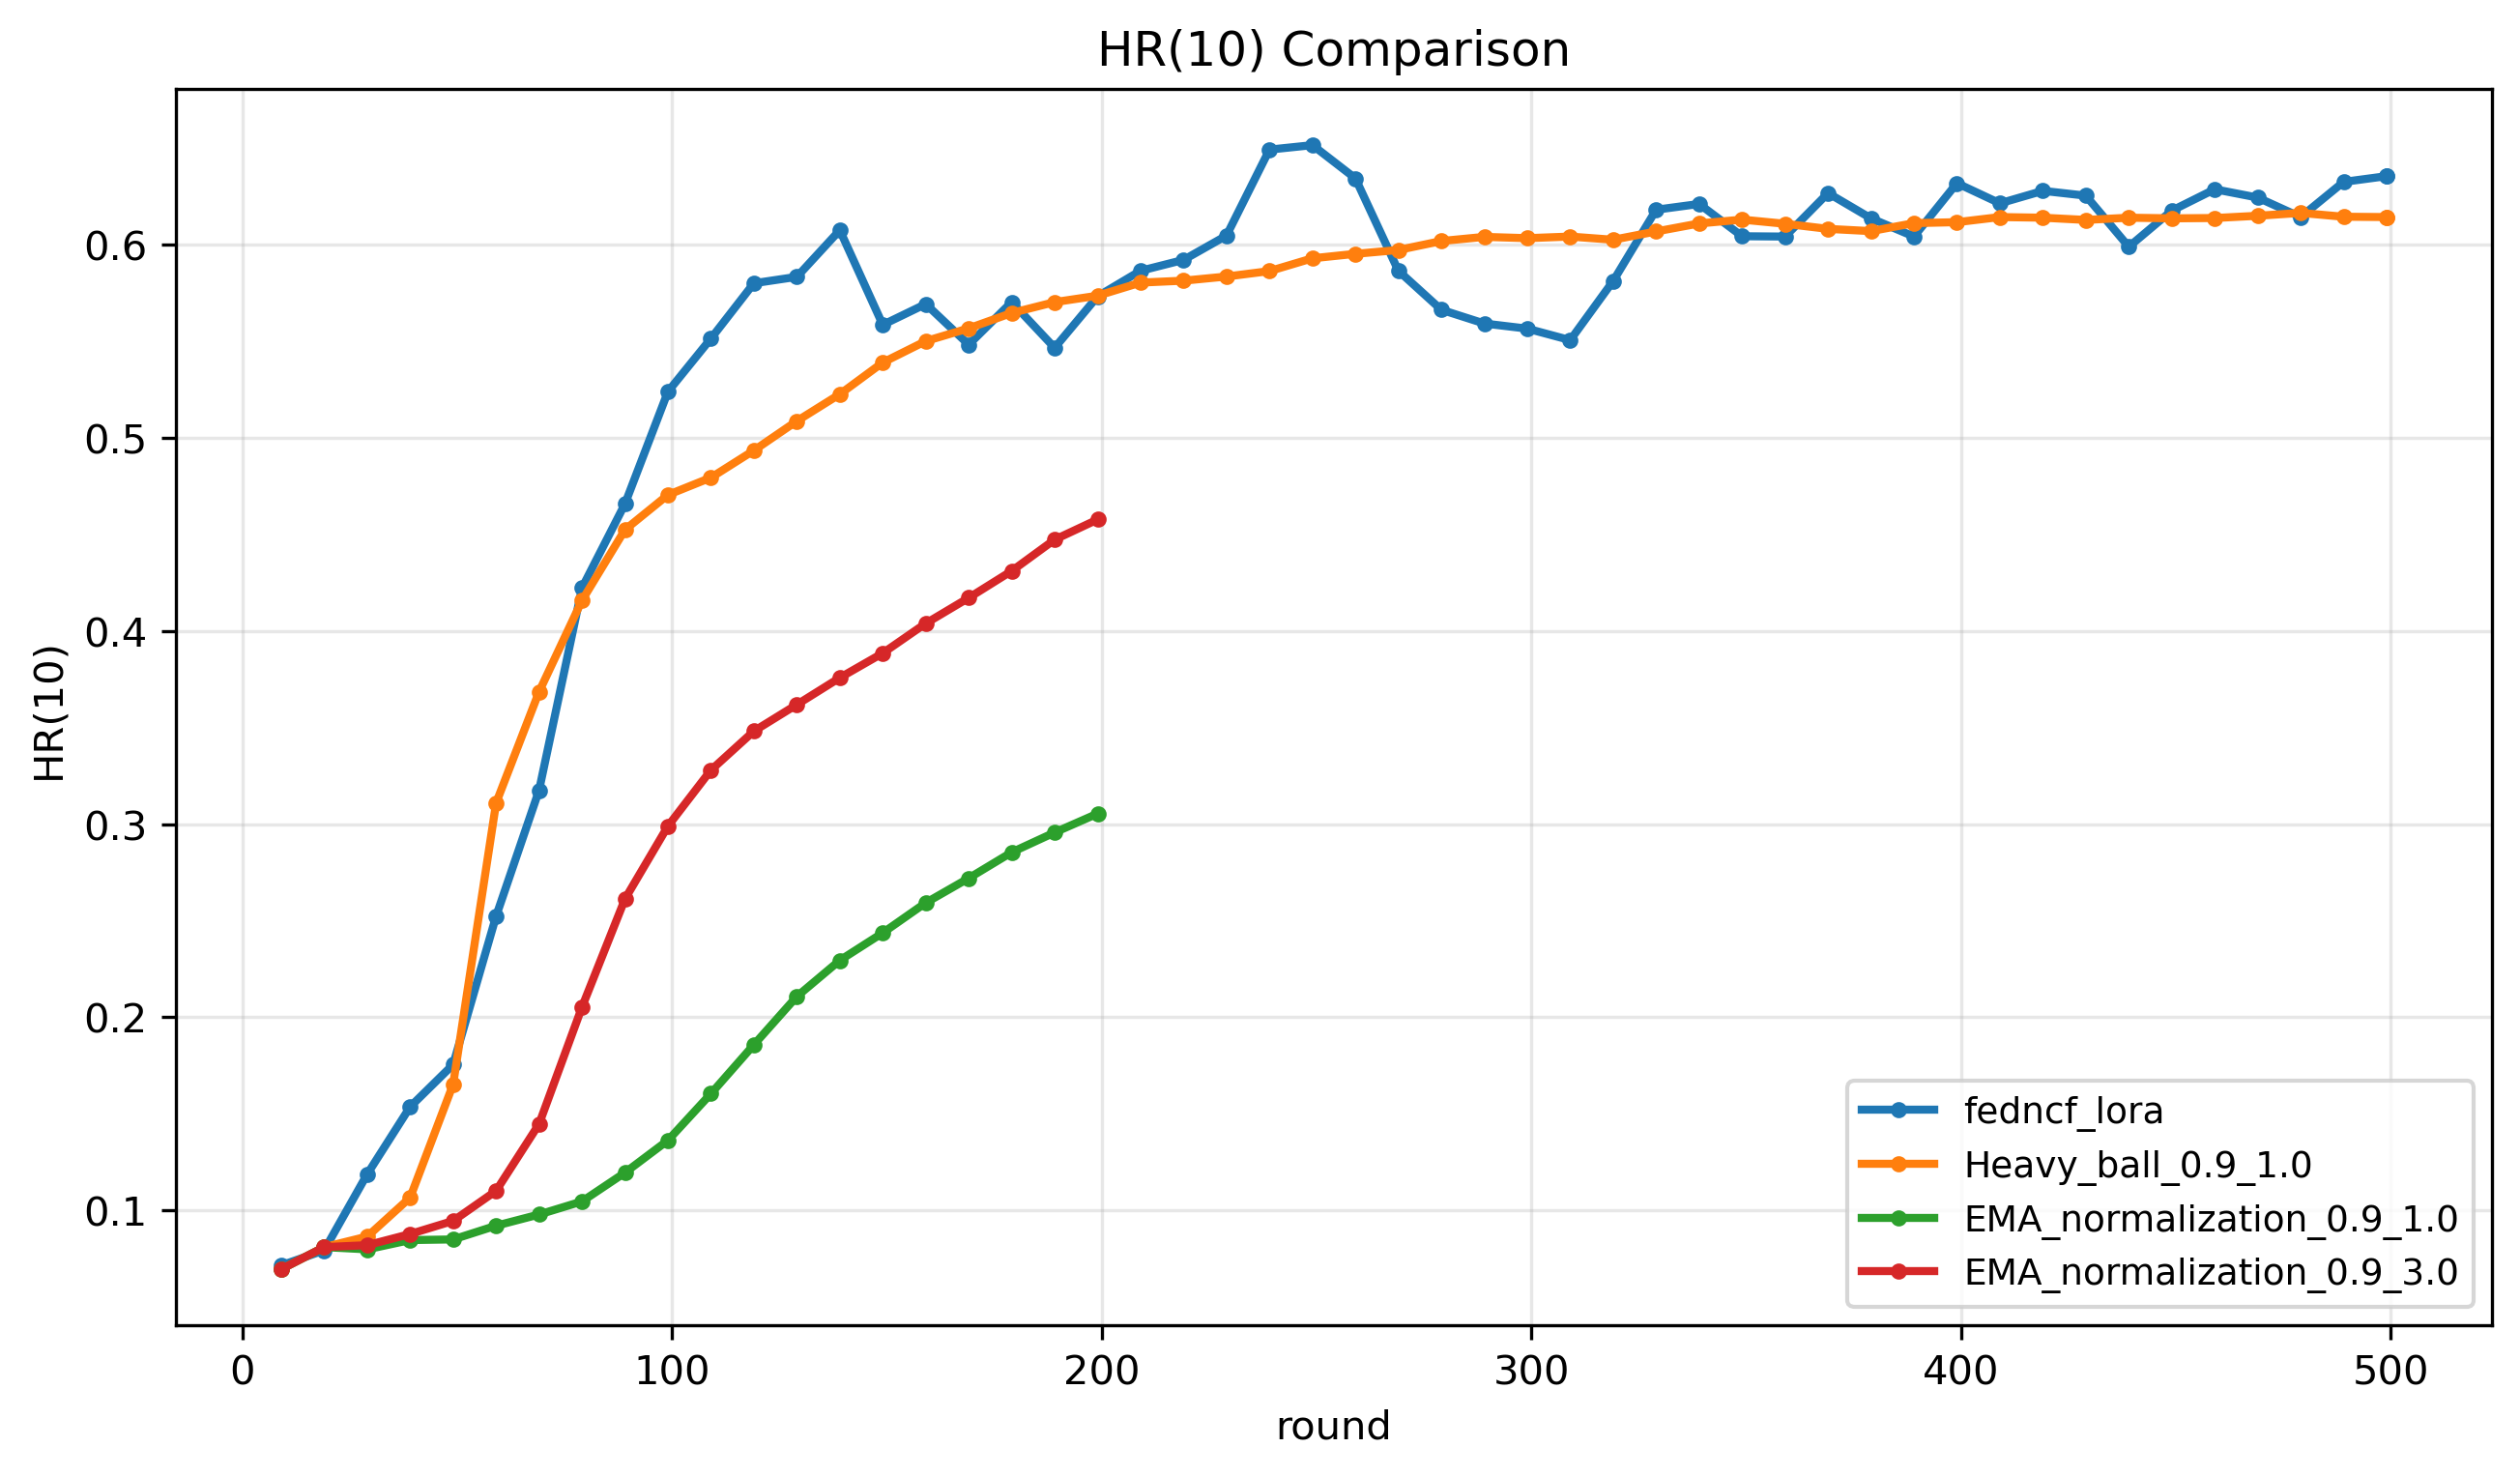 HR(10) Comparison
HR(10)
0.6
0.5
0.4
0.3
0.2
0.1
0 100 200 300 400 500
round
fedncf_lora
Heavy_ball_0.9_1.0
EMA_normalization_0.9_1.0
EMA_normalization_0.9_3.0